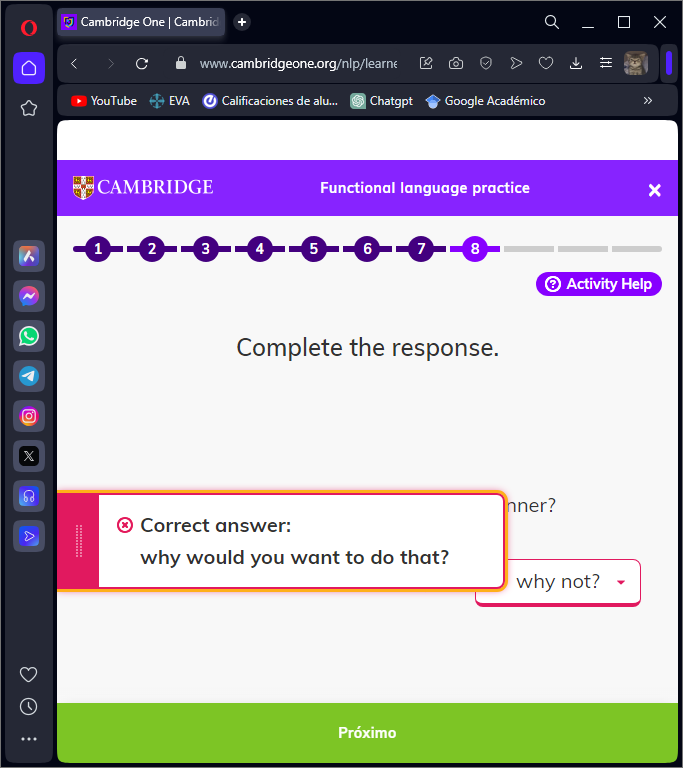 Cambridge One | Cambrid
www.cambridgeone.org/nlp/learne
YouTube
EVA
Calificaciones de alu...
Chatgpt
Google Académico
CAMBRIDGE
Functional language practice
1 2 3 4 5 6 7 8
Activity Help
Complete the response.
nner?
Correct answer:
why would you want to do that?
why not?
Próximo